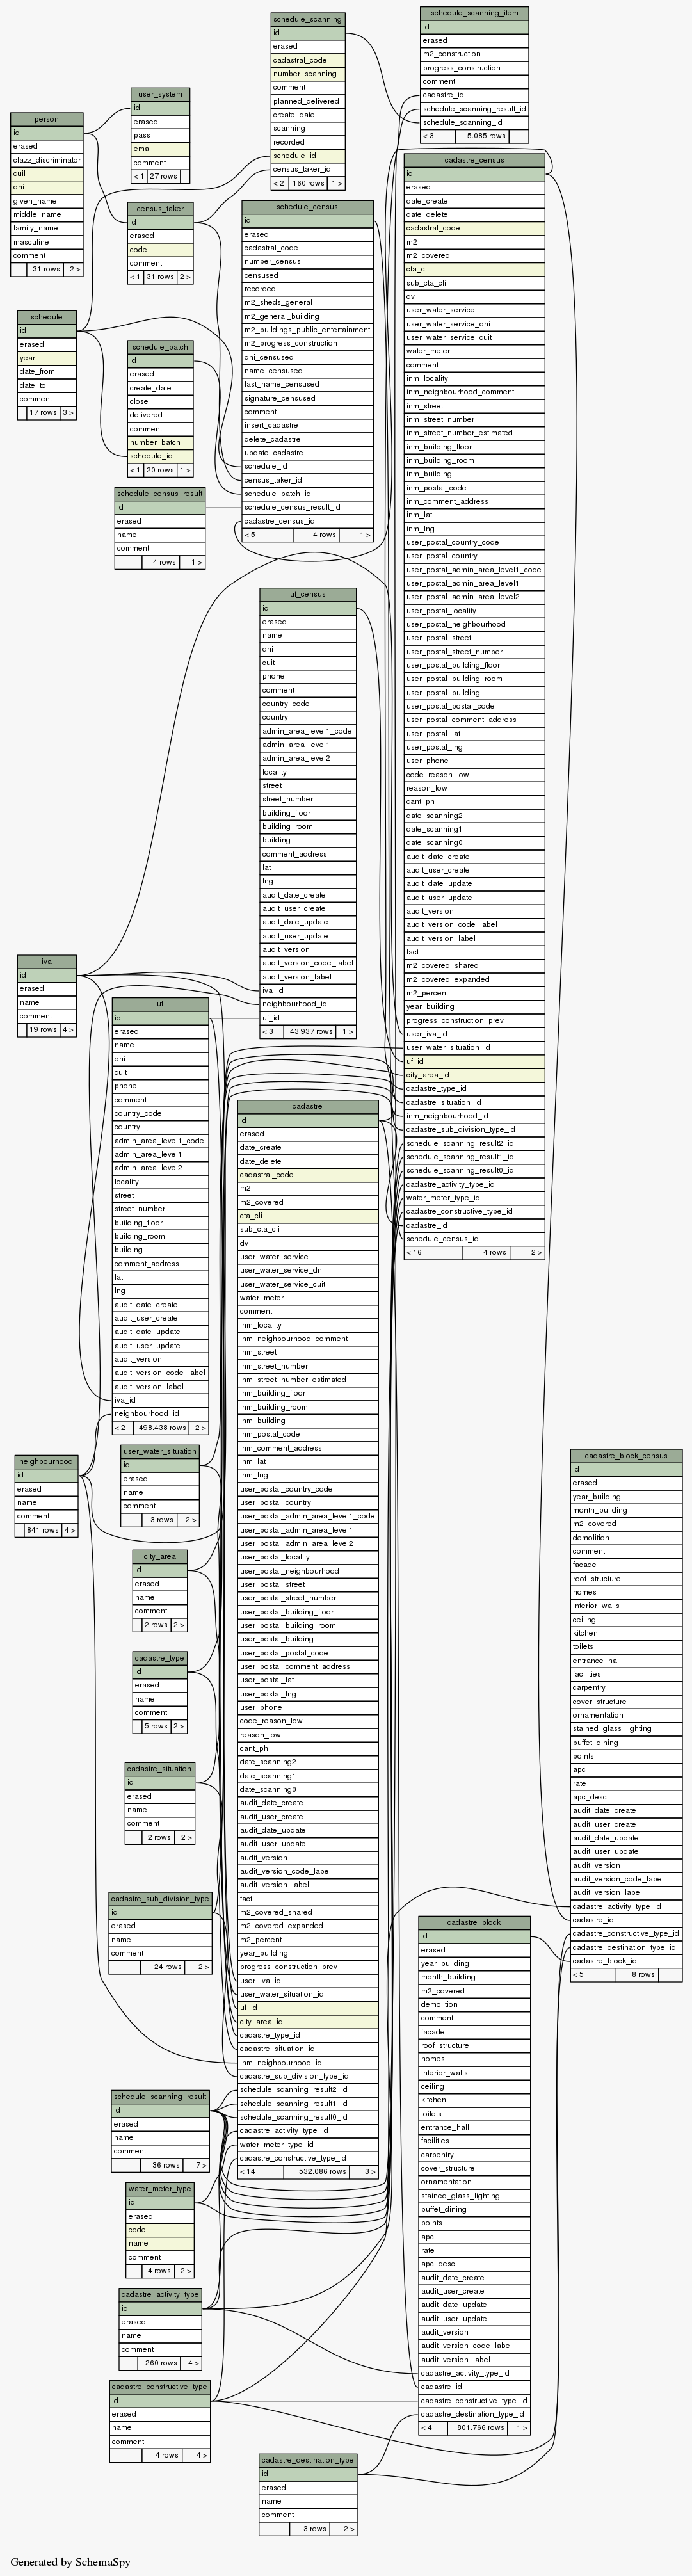 schedule_scanning_item
id
erased
m2_construction
progress_construction
comment
cadastre_id
schedule_scanning_result_id
schedule_scanning_id
< 3 5.085 rows
schedule_scanning
id
erased
cadastral_code
number_scanning
comment
planned_delivered
create_date
scanning
recorded
schedule_id
census_taker_id
< 2 160 rows 1 >
user_system
id
erased
pass
email
comment
< 1 27 rows
person
id
erased
clazz_discriminator
cuil
dni
given_name
middle_name
family_name
masculine
comment
31 rows 2 >
census_taker
id
erased
code
comment
< 1 31 rows 2 >
schedule
id
erased
year
date_from
date_to
comment
17 rows 3 >
schedule_batch
id
erased
create_date
close
delivered
comment
number_batch
schedule_id
< 1 20 rows 1 >
schedule_census_result
id
erased
name
comment
4 rows 1 >
schedule_census
id
erased
cadastral_code
number_census
censused
recorded
m2_sheds_general
m2_general_building
m2_buildings_public_entertainment
m2_progress_construction
dni_censused
name_censused
last_name_censused
signature_censused
comment
insert_cadastre
delete_cadastre
update_cadastre
schedule_id
census_taker_id
schedule_batch_id
schedule_census_result_id
cadastre_census_id
< 5 4 rows 1 >
cadastre_census
id
erased
date_create
date_delete
cadastral_code
m2
m2_covered
cta_cli
sub_cta_cli
dv
user_water_service
user_water_service_dni
user_water_service_cuit
water_meter
comment
inm_locality
inm_neighbourhood_comment
inm_street
inm_street_number
inm_street_number_estimated
inm_building_floor
inm_building_room
inm_building
inm_postal_code
inm_comment_address
inm_lat
inm_lng
user_postal_country_code
user_postal_country
user_postal_admin_area_level1_code
user_postal_admin_area_level1
user_postal_admin_area_level2
user_postal_locality
user_postal_neighbourhood
user_postal_street
user_postal_street_number
user_postal_building_floor
user_postal_building_room
user_postal_building
user_postal_postal_code
user_postal_comment_address
user_postal_lat
user_postal_lng
user_phone
code_reason_low
reason_low
cant_ph
date_scanning2
date_scanning1
date_scanning0
audit_date_create
audit_user_create
audit_date_update
audit_user_update
audit_version
audit_version_code_label
audit_version_label
fact
m2_covered_shared
m2_covered_expanded
m2_percent
year_building
progress_construction_prev
user_iva_id
user_water_situation_id
uf_id
city_area_id
cadastre_type_id
cadastre_situation_id
inm_neighbourhood_id
cadastre_sub_division_type_id
schedule_scanning_result2_id
schedule_scanning_result1_id
schedule_scanning_result0_id
cadastre_activity_type_id
water_meter_type_id
cadastre_constructive_type_id
cadastre_id
schedule_census_id
< 16 4 rows 2 >
uf_census
id
erased
name
dni
cuit
phone
comment
country_code
country
admin_area_level1_code
admin_area_level1
admin_area_level2
locality
street
street_number
building_floor
building_room
building
comment_address
lat
lng
audit_date_create
audit_user_create
audit_date_update
audit_user_update
audit_version
audit_version_code_label
audit_version_label
iva_id
neighbourhood_id
uf_id
< 3 43.937 rows 1 >
iva
id
erased
name
comment
19 rows 4 >
uf
id
erased
name
dni
cuit
phone
comment
country_code
country
admin_area_level1_code
admin_area_level1
admin_area_level2
locality
street
street_number
building_floor
building_room
building
comment_address
lat
lng
audit_date_create
audit_user_create
audit_date_update
audit_user_update
audit_version
audit_version_code_label
audit_version_label
iva_id
neighbourhood_id
< 2 498.438 rows 2 >
cadastre
id
erased
date_create
date_delete
cadastral_code
m2
m2_covered
cta_cli
sub_cta_cli
dv
user_water_service
user_water_service_dni
user_water_service_cuit
water_meter
comment
inm_locality
inm_neighbourhood_comment
inm_street
inm_street_number
inm_street_number_estimated
inm_building_floor
inm_building_room
inm_building
inm_postal_code
inm_comment_address
inm_lat
inm_lng
user_postal_country_code
user_postal_country
user_postal_admin_area_level1_code
user_postal_admin_area_level1
user_postal_admin_area_level2
user_postal_locality
user_postal_neighbourhood
user_postal_street
user_postal_street_number
user_postal_building_floor
user_postal_building_room
user_postal_building
user_postal_postal_code
user_postal_comment_address
user_postal_lat
user_postal_lng
user_phone
code_reason_low
reason_low
cant_ph
date_scanning2
date_scanning1
date_scanning0
audit_date_create
audit_user_create
audit_date_update
audit_user_update
audit_version
audit_version_code_label
audit_version_label
fact
m2_covered_shared
m2_covered_expanded
m2_percent
year_building
progress_construction_prev
user_iva_id
user_water_situation_id
uf_id
city_area_id
cadastre_type_id
cadastre_situation_id
inm_neighbourhood_id
cadastre_sub_division_type_id
schedule_scanning_result2_id
schedule_scanning_result1_id
schedule_scanning_result0_id
cadastre_activity_type_id
water_meter_type_id
cadastre_constructive_type_id
< 14 532.086 rows 3 >
neighbourhood
id
erased
name
comment
841 rows 4 >
user_water_situation
id
erased
name
comment
3 rows 2 >
city_area
id
erased
name
comment
2 rows 2 >
cadastre_type
id
erased
name
comment
5 rows 2 >
cadastre_situation
id
erased
name
comment
2 rows 2 >
cadastre_sub_division_type
id
erased
name
comment
24 rows 2 >
schedule_scanning_result
id
erased
name
comment
36 rows 7 >
water_meter_type
id
erased
code
name
comment
4 rows 2 >
cadastre_activity_type
id
erased
name
comment
260 rows 4 >
cadastre_constructive_type
id
erased
name
comment
4 rows 4 >
cadastre_block_census
id
erased
year_building
month_building
m2_covered
demolition
comment
facade
roof_structure
homes
interior_walls
ceiling
kitchen
toilets
entrance_hall
facilities
carpentry
cover_structure
ornamentation
stained_glass_lighting
buffet_dining
points
apc
rate
apc_desc
audit_date_create
audit_user_create
audit_date_update
audit_user_update
audit_version
audit_version_code_label
audit_version_label
cadastre_activity_type_id
cadastre_id
cadastre_constructive_type_id
cadastre_destination_type_id
cadastre_block_id
< 5 8 rows
cadastre_block
id
erased
year_building
month_building
m2_covered
demolition
comment
facade
roof_structure
homes
interior_walls
ceiling
kitchen
toilets
entrance_hall
facilities
carpentry
cover_structure
ornamentation
stained_glass_lighting
buffet_dining
points
apc
rate
apc_desc
audit_date_create
audit_user_create
audit_date_update
audit_user_update
audit_version
audit_version_code_label
audit_version_label
cadastre_activity_type_id
cadastre_id
cadastre_constructive_type_id
cadastre_destination_type_id
< 4 801.766 rows 1 >
cadastre_destination_type
id
erased
name
comment
3 rows 2 >
Generated by SchemaSpy